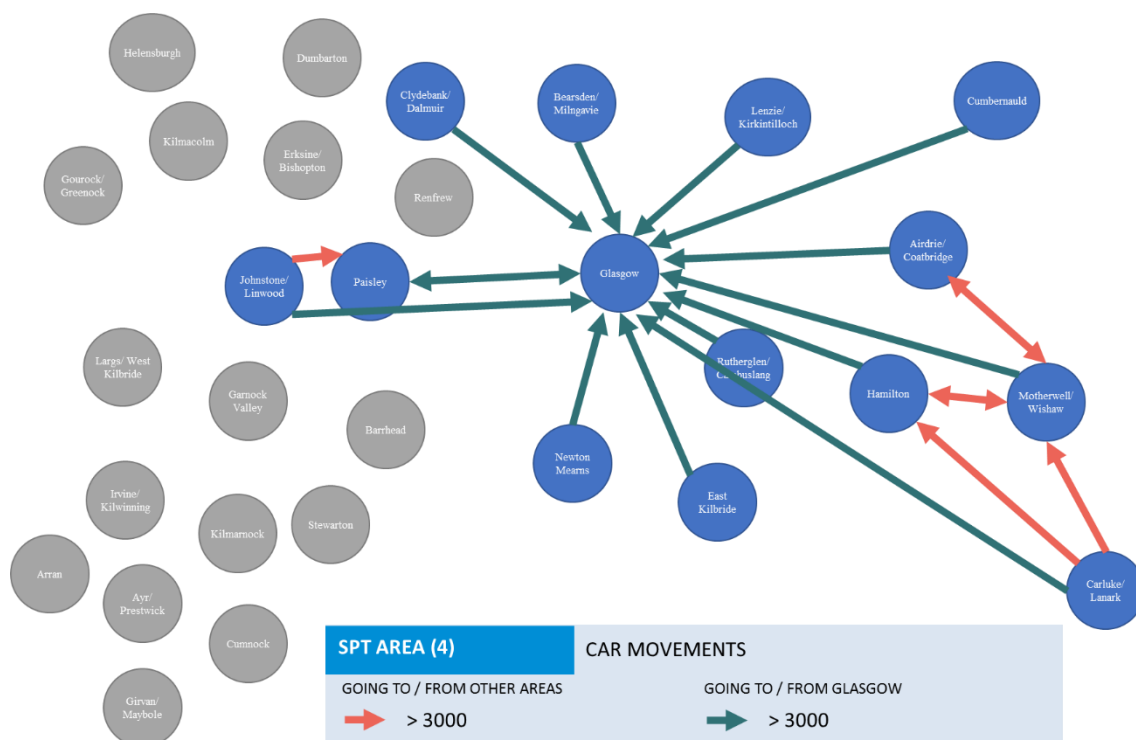 Helensburgh
Dumbarton
Clydebank/
Dalmuir
Bearsden/
Milngavie
Lenzie/
Kirkintilloch
Cumbernauld
Kilmacolm
Erksine/
Bishopton
Gourock/
Greenock
Renfrew
Airdrie/
Coatbridge
Johnstone/
Linwood
Paisley
Glasgow
Largs/ West
Kilbride
Garnock
Valley
Rutherglen/
Cambuslang
Hamilton
Motherwell/
Wishaw
Barrhead
Newton
Mearns
East
Kilbride
Irvine/
Kilwinning
Kilmarnock
Stewarton
Arran
Ayr/
Prestwick
Carluke/
Lanark
Cumnock
Girvan/
Maybole
SPT AREA (4)
CAR MOVEMENTS
GOING TO / FROM OTHER AREAS
> 3000
GOING TO / FROM GLASGOW
> 3000